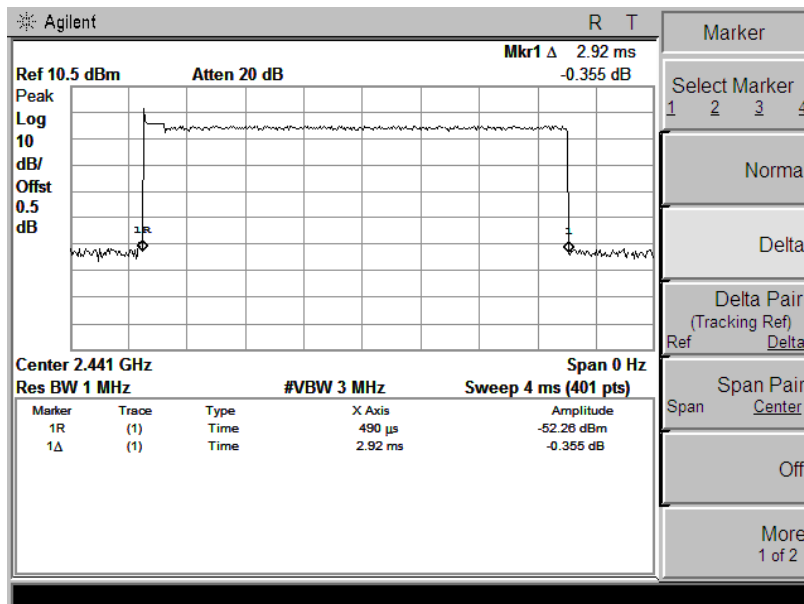 Agilent R T
Mkr1 Δ 2.92 ms
Ref 10.5 dBm Atten 20 dB -0.355 dB
Peak
Log
10
dB/
Offst
0.5
dB
1R
1
Center 2.441 GHz Span 0 Hz
Res BW 1 MHz #VBW 3 MHz Sweep 4 ms (401 pts)
Marker Trace Type X Axis Amplitude
1R (1) Time 490 µs -52.26 dBm
1Δ (1) Time 2.92 ms -0.355 dB
Marker
Select Marker
1 2 3 4
Norma
Delta
Delta Pair
(Tracking Ref)
Ref Delta
Span Pair
Span Center
Off
More
1 of 2